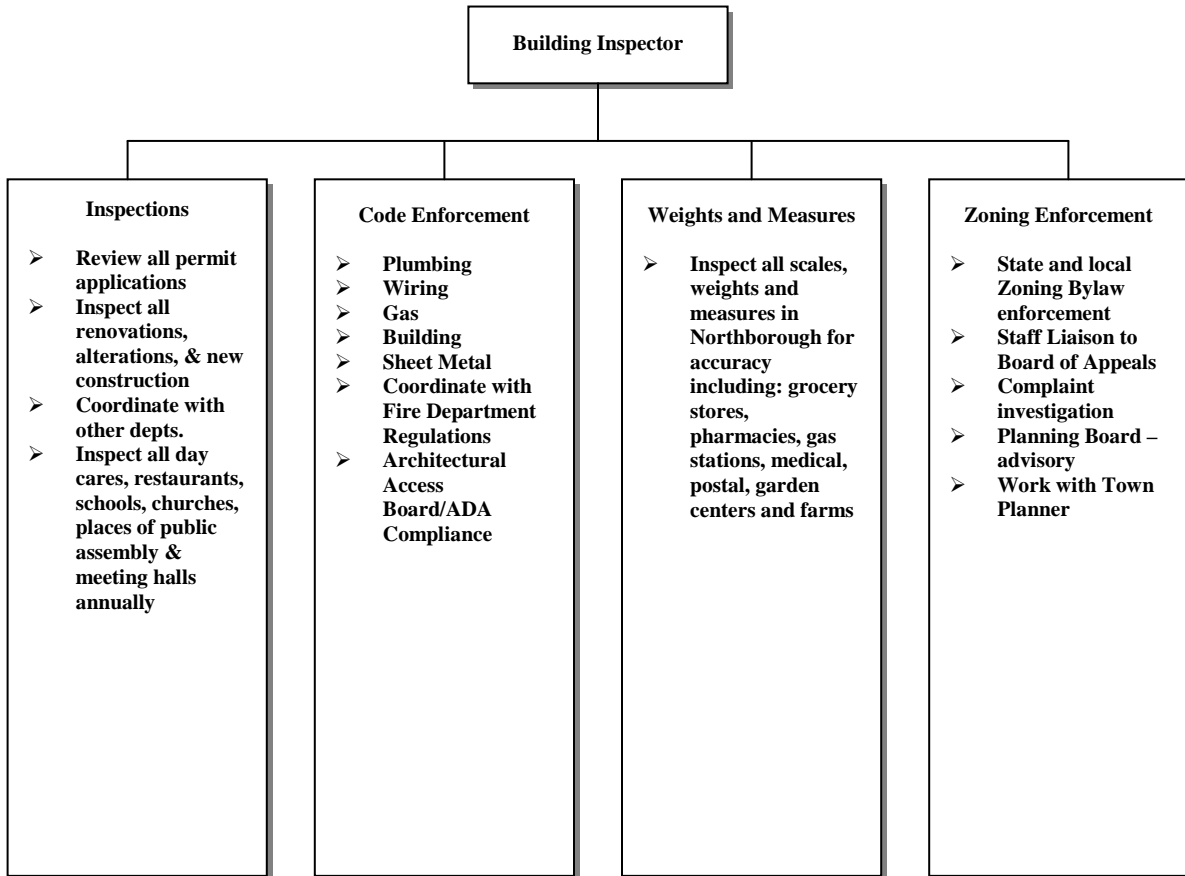 Building Inspector
Inspections
➢ Review all permit
applications
➢ Inspect all
renovations,
alterations, & new
construction
➢ Coordinate with
other depts.
➢ Inspect all day
cares, restaurants,
schools, churches,
places of public
assembly &
meeting halls
annually
Code Enforcement
➢ Plumbing
➢ Wiring
➢ Gas
➢ Building
➢ Sheet Metal
➢ Coordinate with
Fire Department
Regulations
➢ Architectural
Access
Board/ADA
Compliance
Weights and Measures
➢ Inspect all scales,
weights and
measures in
Northborough for
accuracy
including: grocery
stores,
pharmacies, gas
stations, medical,
postal, garden
centers and farms
Zoning Enforcement
➢ State and local
Zoning Bylaw
enforcement
➢ Staff Liaison to
Board of Appeals
➢ Complaint
investigation
➢ Planning Board –
advisory
➢ Work with Town
Planner